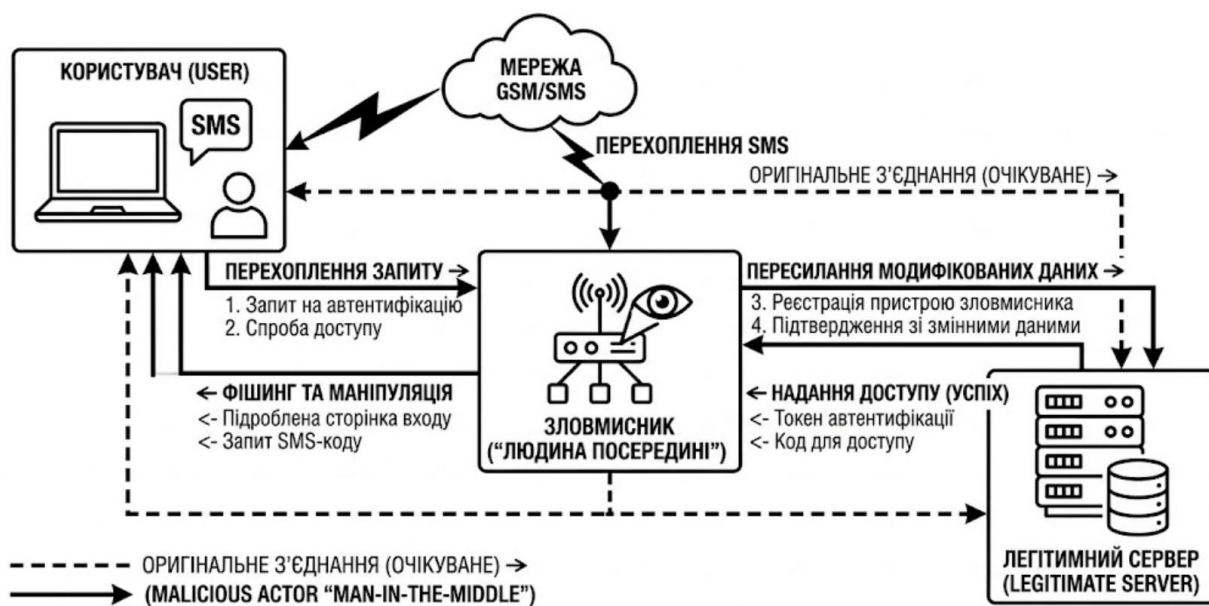 КОРИСТУВАЧ (USER)
SMS
МЕРЕЖА
GSM/SMS
ПЕРЕХОПЛЕННЯ SMS
ОРИГІНАЛЬНЕ З’ЄДНАННЯ (ОЧІКУВАНЕ) →
ПЕРЕХОПЛЕННЯ ЗАПИТУ →
1. Запит на автентифікацію
2. Спроба доступу
ПЕРЕСИЛАННЯ МОДИФІКОВАНИХ ДАНИХ →
3. Реєстрація пристрою зловмисника
4. Підтвердження зі змінними даними
← ФІШИНГ ТА МАНІПУЛЯЦІЯ
<- Підроблена сторінка входу
<- Запит SMS-коду
ЗЛОВМИСНИК
(“ЛЮДИНА ПОСЕРЕДИНІ”)
← НАДАННЯ ДОСТУПУ (УСПІХ)
<- Токен автентифікації
<- Код для доступу
ЛЕГІТИМНИЙ СЕРВЕР
(LEGITIMATE SERVER)
ОРИГІНАЛЬНЕ З’ЄДНАННЯ (ОЧІКУВАНЕ) →
(MALICIOUS ACTOR “MAN-IN-THE-MIDDLE”)